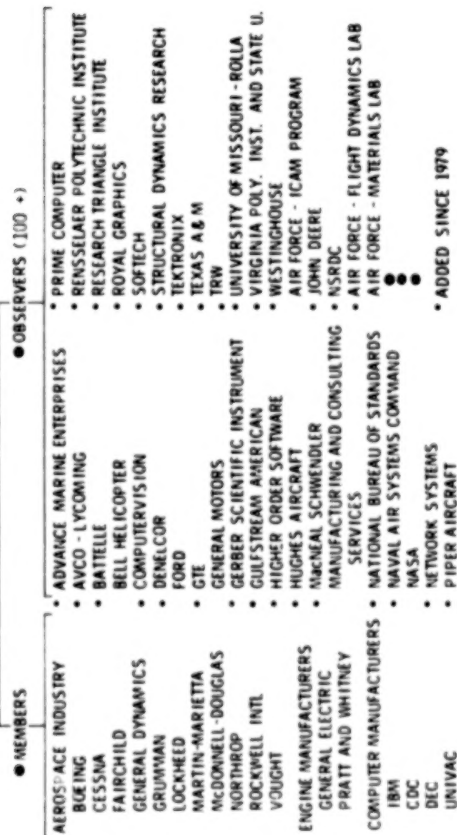 ● MEMBERS
AEROSPACE INDUSTRY
BOEING
CESSNA
FAIRCHILD
GENERAL DYNAMICS
GRUMMAN
LOCKHEED
MARTIN-MARIETTA
McDONNELL-DOUGLAS
NORTHROP
ROCKWELL INTL
VOUGHT
ENGINE MANUFACTURERS
GENERAL ELECTRIC
PRATT AND WHITNEY
COMPUTER MANUFACTURERS
IBM
CDC
DEC
UNIVAC
● OBSERVERS (100 +)
• ADVANCE MARINE ENTERPRISES
• AVCO - LYCOMING
• BATTELLE
BELL HELICOPTER
• COMPUTERVISION
• DENELCOR
FORD
• GTE
GENERAL MOTORS
• GERBER SCIENTIFIC INSTRUMENT
• GULFSTREAM AMERICAN
• HIGHER ORDER SOFTWARE
• HUGHES AIRCRAFT
• MacNEAL SCHWENDLER
MANUFACTURING AND CONSULTING
SERVICES
• NATIONAL BUREAU OF STANDARDS
• NAVAL AIR SYSTEMS COMMAND
NASA
• NETWORK SYSTEMS
• PIPER AIRCRAFT
• PRIME COMPUTER
• RENSSELAER POLYTECHNIC INSTITUTE
• RESEARCH TRIANGLE INSTITUTE
• ROYAL GRAPHICS
• SOFTECH
• STRUCTURAL DYNAMICS RESEARCH
• TEKTRONIX
• TEXAS A & M
TRW
• UNIVERSITY OF MISSOURI - ROLLA
• VIRGINIA POLY. INST. AND STATE U.
• WESTINGHOUSE
AIR FORCE - ICAM PROGRAM
• JOHN DEERE
• NSRDC
• AIR FORCE - FLIGHT DYNAMICS LAB
AIR FORCE - MATERIALS LAB
• ADDED SINCE 1979